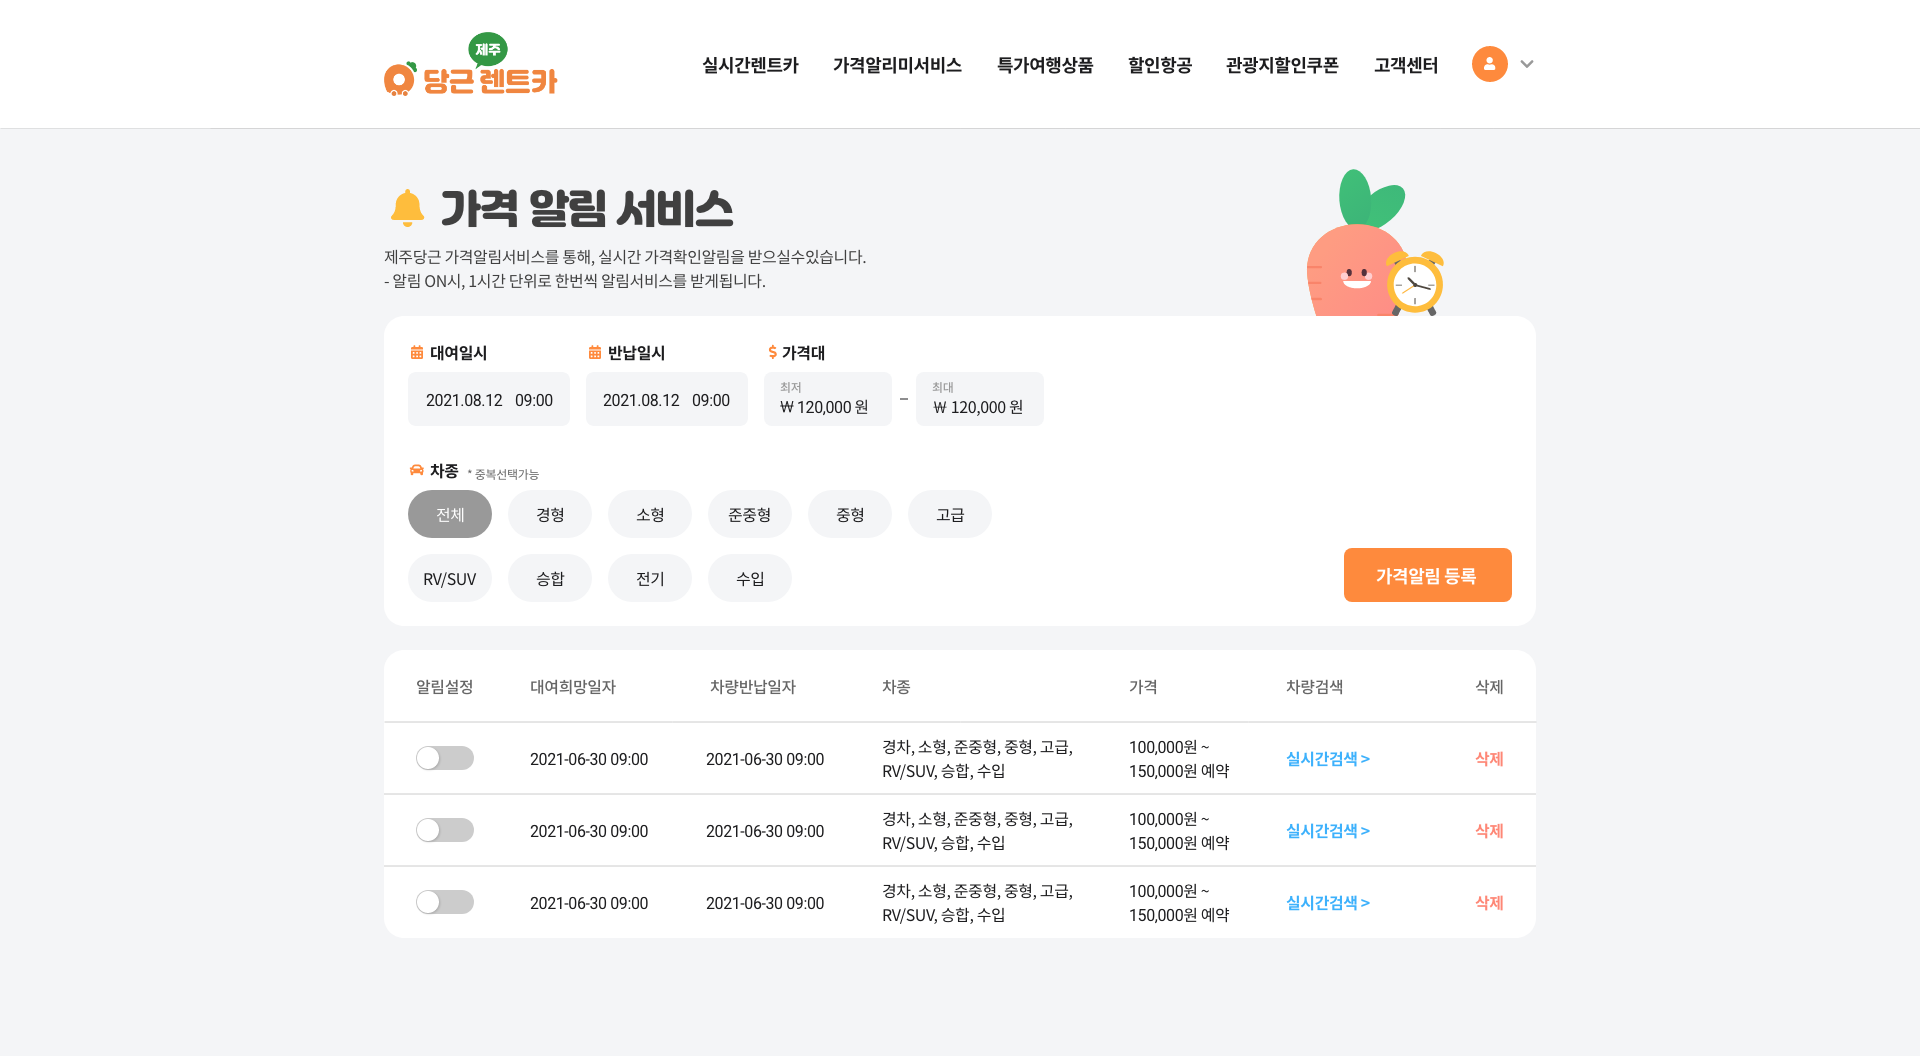 제주
당근 렌트카
실시간렌트카 가격알리미서비스 특가여행상품 할인항공 관광지할인쿠폰 고객센터
가격 알림 서비스
제주당근 가격알림서비스를 통해, 실시간 가격확인알림을 받으실수있습니다.
- 알림 ON시, 1시간 단위로 한번씩 알림서비스를 받게됩니다.
대여일시 반납일시 가격대
최저 최대
2021.08.12 09:00 2021.08.12 09:00 ₩ 120,000 원 – ₩ 120,000 원
차종 * 중복선택가능
전체 경형 소형 준중형 중형 고급
RV/SUV 승합 전기 수입
가격알림 등록
알림설정 대여희망일자 차량반납일자 차종 가격 차량검색 삭제
경차, 소형, 준중형, 중형, 고급, 100,000원 ~
2021-06-30 09:00 2021-06-30 09:00 실시간검색 > 삭제
RV/SUV, 승합, 수입 150,000원 예약
경차, 소형, 준중형, 중형, 고급, 100,000원 ~
2021-06-30 09:00 2021-06-30 09:00 실시간검색 > 삭제
RV/SUV, 승합, 수입 150,000원 예약
경차, 소형, 준중형, 중형, 고급, 100,000원 ~
2021-06-30 09:00 2021-06-30 09:00 실시간검색 > 삭제
RV/SUV, 승합, 수입 150,000원 예약